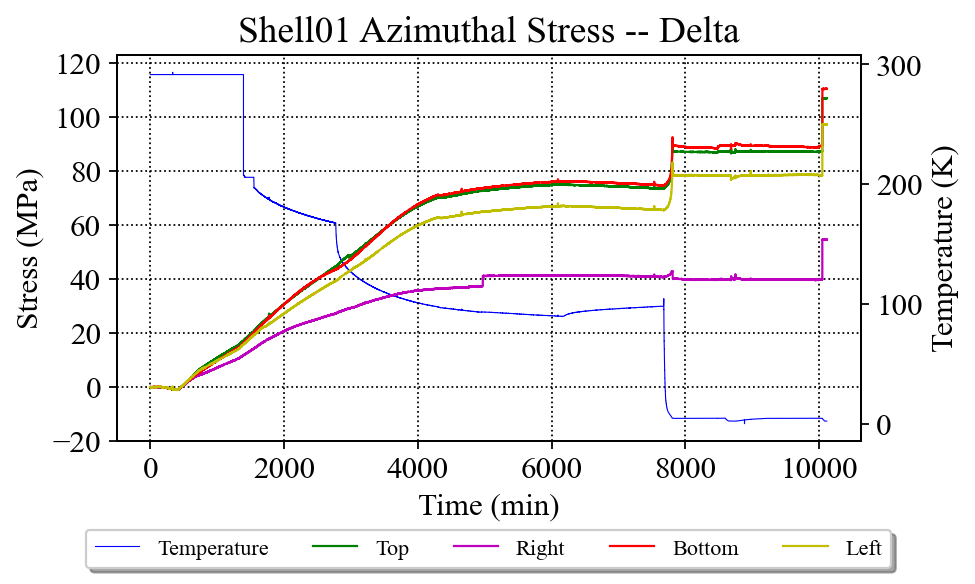 Shell01 Azimuthal Stress -- Delta
120
100
80
60
40
20
0
−20
Stress (MPa)
300
200
100
0
Temperature (K)
0 2000 4000 6000 8000 10000
Time (min)
Temperature Top Right Bottom Left